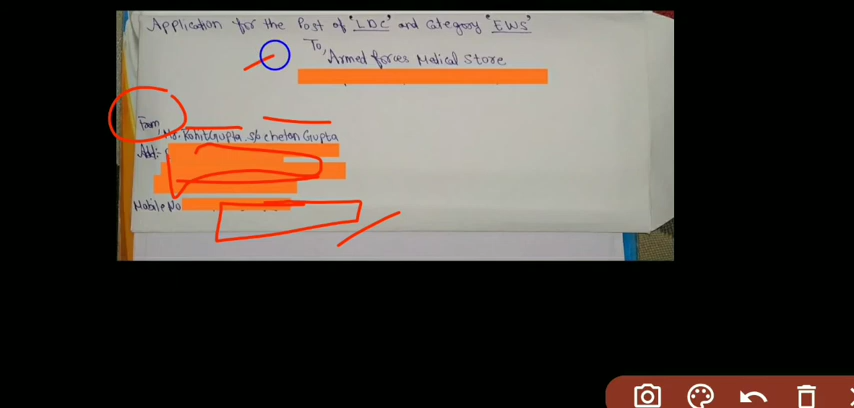 Application for the Post of 'LDC' and Category 'EWS'
To,
Armed forces Medical Store
From,
Mr. Rohit Gupta s/o chetan Gupta
Add:-
Mobile No